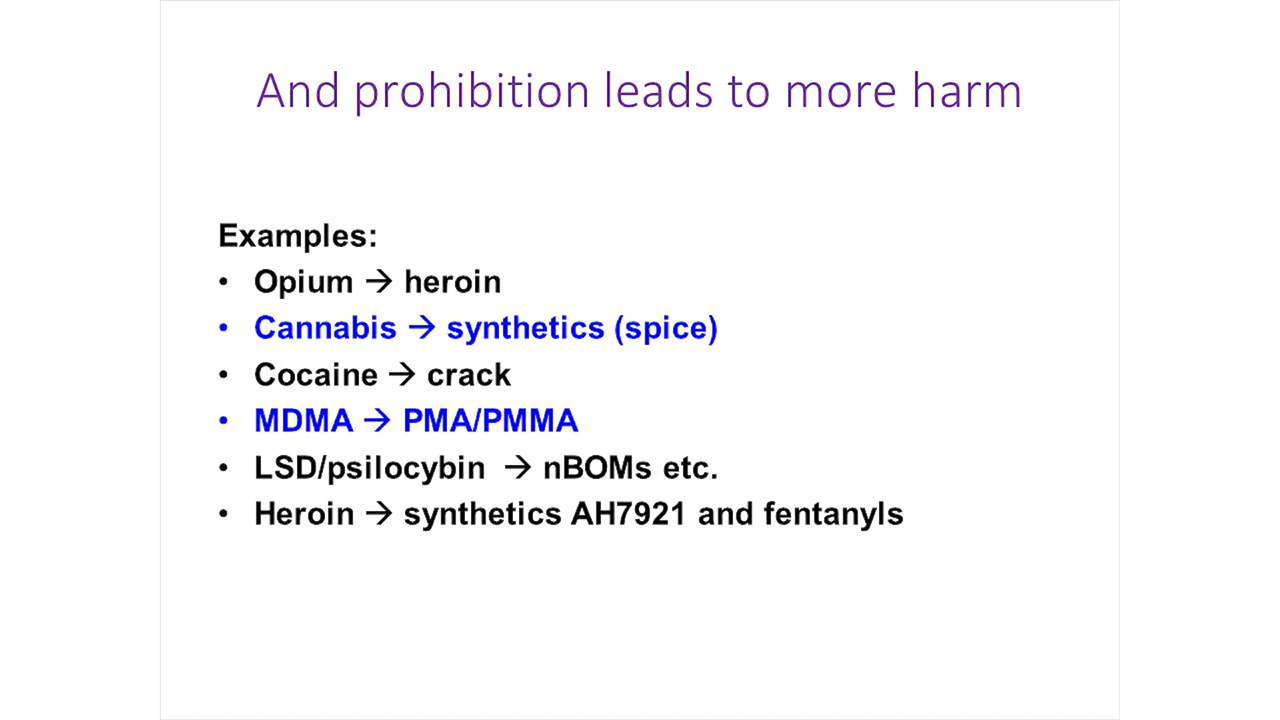 And prohibition leads to more harm
Examples:
• Opium → heroin
• Cannabis → synthetics (spice)
• Cocaine → crack
• MDMA → PMA/PMMA
• LSD/psilocybin → nBOMs etc.
• Heroin → synthetics AH7921 and fentanyls